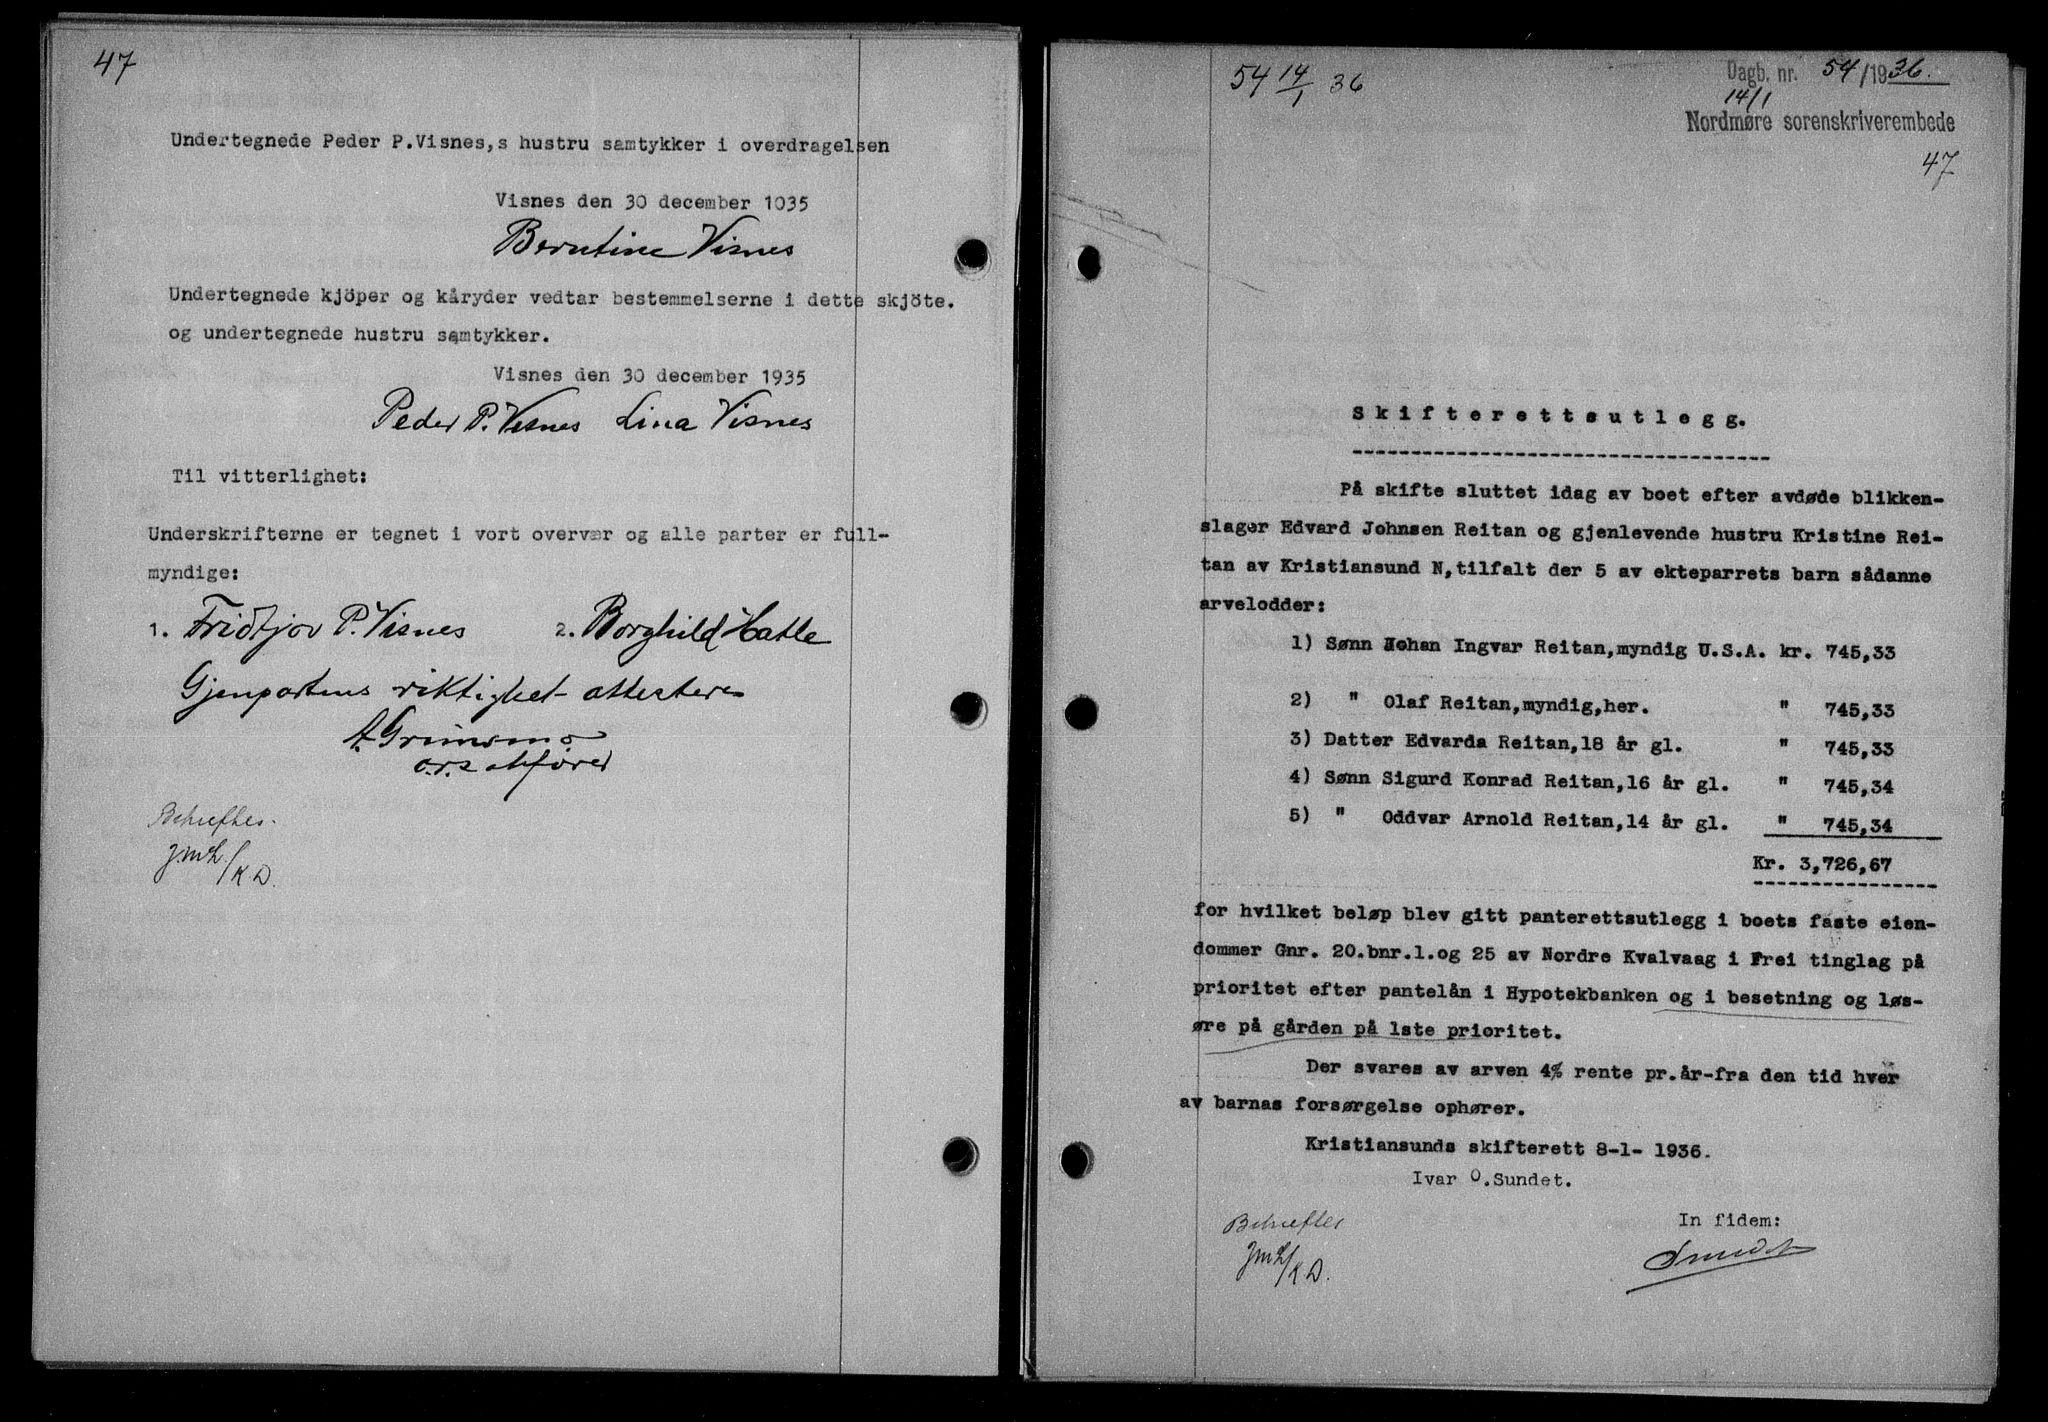 47
Undertegnede Peder P.Visnes,s hustru samtykker i overdragelsen
Visnes den 30 december 1035
Berntine Visnes
Undertegnede kjöper og kåryder vedtar bestemmelserne i dette skjöte.
og undertegnede hustru samtykker.
Visnes den 30 december 1935
Peder P. Visnes Lina Visnes
Til vitterlighet:
Underskrifterne er tegnet i vort overvær og alle parter er full-
myndige:
1. Fridtjov P. Visnes 2. Borghild Hatle
Gjenpartens riktighet attesteres
A. Grimsmo
o.r.sakfører
Bekreftes.
JmL/KD.
54 14/1 36
Dagb. nr. 54/1936.
14/1
Nordmøre sorenskriverembede
47
Skifterettsutlegg.
På skifte sluttet idag av boet efter avdøde blikken-
slager Edvard Johnsen Reitan og gjenlevende hustru Kristine Rei-
tan av Kristiansund N,tilfalt der 5 av ekteparrets barn sådanne
arvelodder:
1) Sønn Johan Ingvar Reitan,myndig U.S.A. kr. 745,33
2) " Olaf Reitan,myndig,her. " 745,33
3) Datter Edvarda Reitan,18 år gl. " 745,33
4) Sønn Sigurd Konrad Reitan,16 år gl. " 745,34
5) " Oddvar Arnold Reitan,14 år gl. " 745,34
Kr. 3,726,67
for hvilket beløp blev gitt panterettsutlegg i boets faste eien-
dommer Gnr. 20.bnr.1.og 25 av Nordre Kvalvaag i Frei tinglag på
prioritet efter pantelån i Hypotekbanken og i besetning og løs-
øre på gården på 1ste prioritet.
Der svares av arven 4% rente pr.år-fra den tid hver
av barnas forsørgelse ophører.
Kristiansunds skifterett 8-1- 1936.
Ivar O.Sundet.
In fidem:
Bekreftes
JmL/KD.